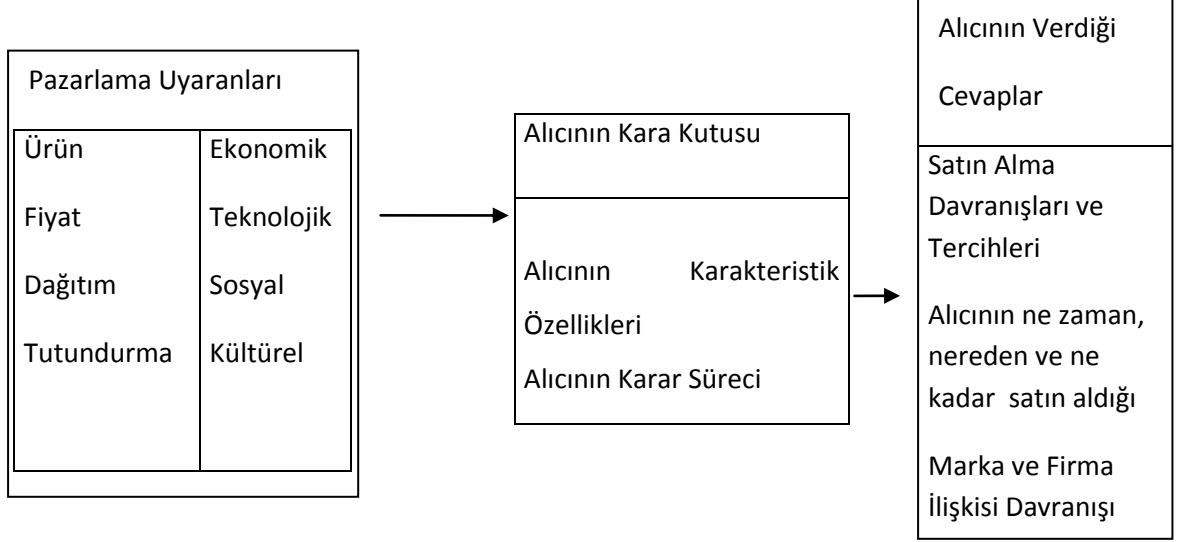 Pazarlama Uyaranları
Ürün
Fiyat
Dağıtım
Tutundurma
Ekonomik
Teknolojik
Sosyal
Kültürel
Alıcının Kara Kutusu
Alıcının Karakteristik
Özellikleri
Alıcının Karar Süreci
Alıcının Verdiği
Cevaplar
Satın Alma
Davranışları ve
Tercihleri
Alıcının ne zaman,
nereden ve ne
kadar satın aldığı
Marka ve Firma
İlişkisi Davranışı